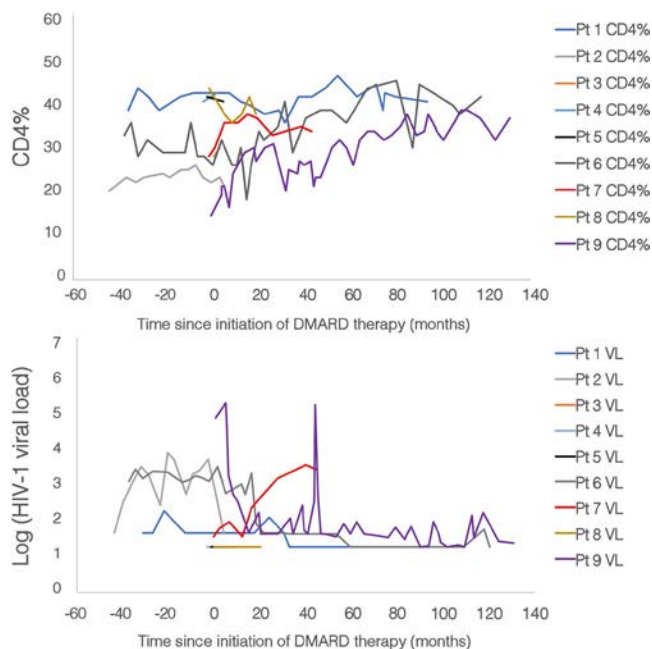 60
50
40
30
20
10
0
CD4%
-60 -40 -20 0 20 40 60 80 100 120 140
Time since initiation of DMARD therapy (months)
Pt 1 CD4%
Pt 2 CD4%
Pt 3 CD4%
Pt 4 CD4%
Pt 5 CD4%
Pt 6 CD4%
Pt 7 CD4%
Pt 8 CD4%
Pt 9 CD4%
7
6
5
4
3
2
1
0
Log (HIV-1 viral load)
-60 -40 -20 0 20 40 60 80 100 120 140
Time since initiation of DMARD therapy (months)
Pt 1 VL
Pt 2 VL
Pt 3 VL
Pt 4 VL
Pt 5 VL
Pt 6 VL
Pt 7 VL
Pt 8 VL
Pt 9 VL